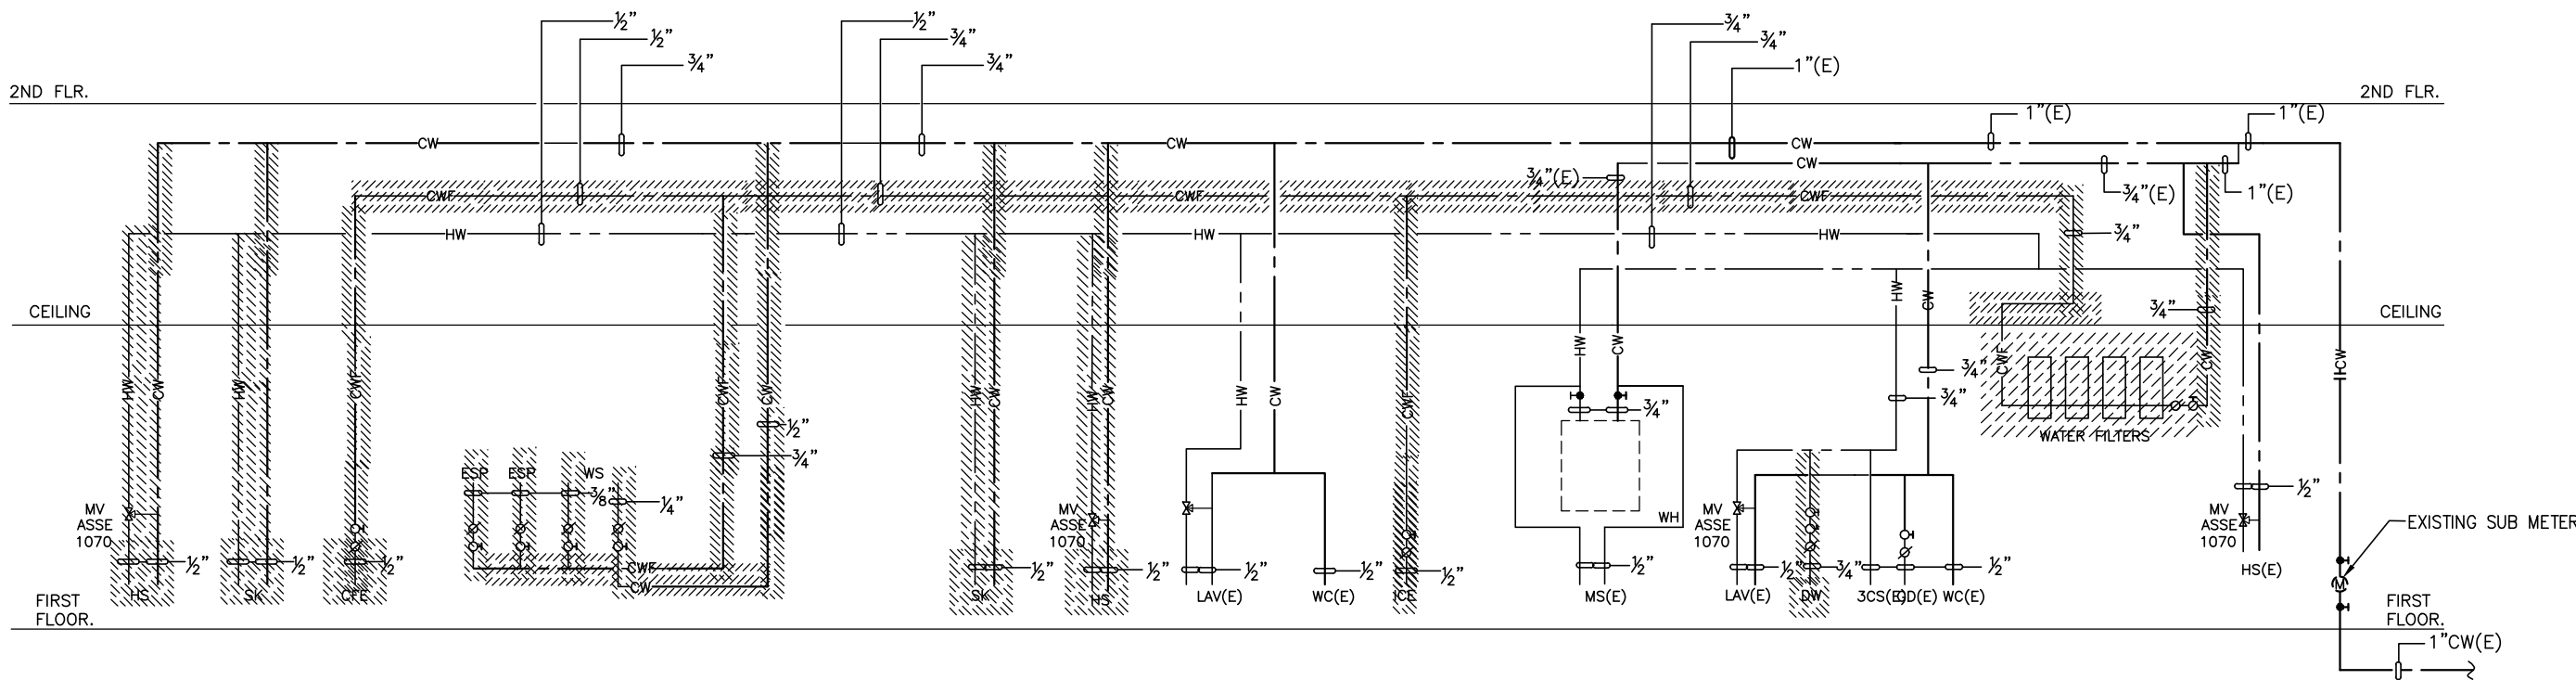 ½" ½" ¾"
½" ¾" ¾"
¾" ¾" 1"(E)
2ND FLR. 2ND FLR.
1"(E) 1"(E)
CW CW CW
CW
¾"(E) ¾"(E) 1"(E)
CWF CWF CWF
HW HW HW
¾"
HW CW
CEILING CEILING
¾"
HW CW HW CWF CWF CW HW CW HW CW HW CW CWF HW CW CWF CW CW
¾" ¾"
¾"
½" ¾"
WATER FILTERS
ESP ESP WS
⅜" ¼"
½"
MV
ASSE
1070
MV
ASSE
1070
WH
MV
ASSE
1070
MV
ASSE
1070
EXISTING SUB METER
M
½" ½" ½" ½" ½" ½" ½" ½" ½" ½" ¾" ½"
CWF
CW
HS SK SK HS LAV(E) WC(E) ICE MS(E) LAV(E) DW 3CS(E) GD(E) WC(E) HS(E)
FIRST
FLOOR.
FIRST
FLOOR.
1"CW(E)